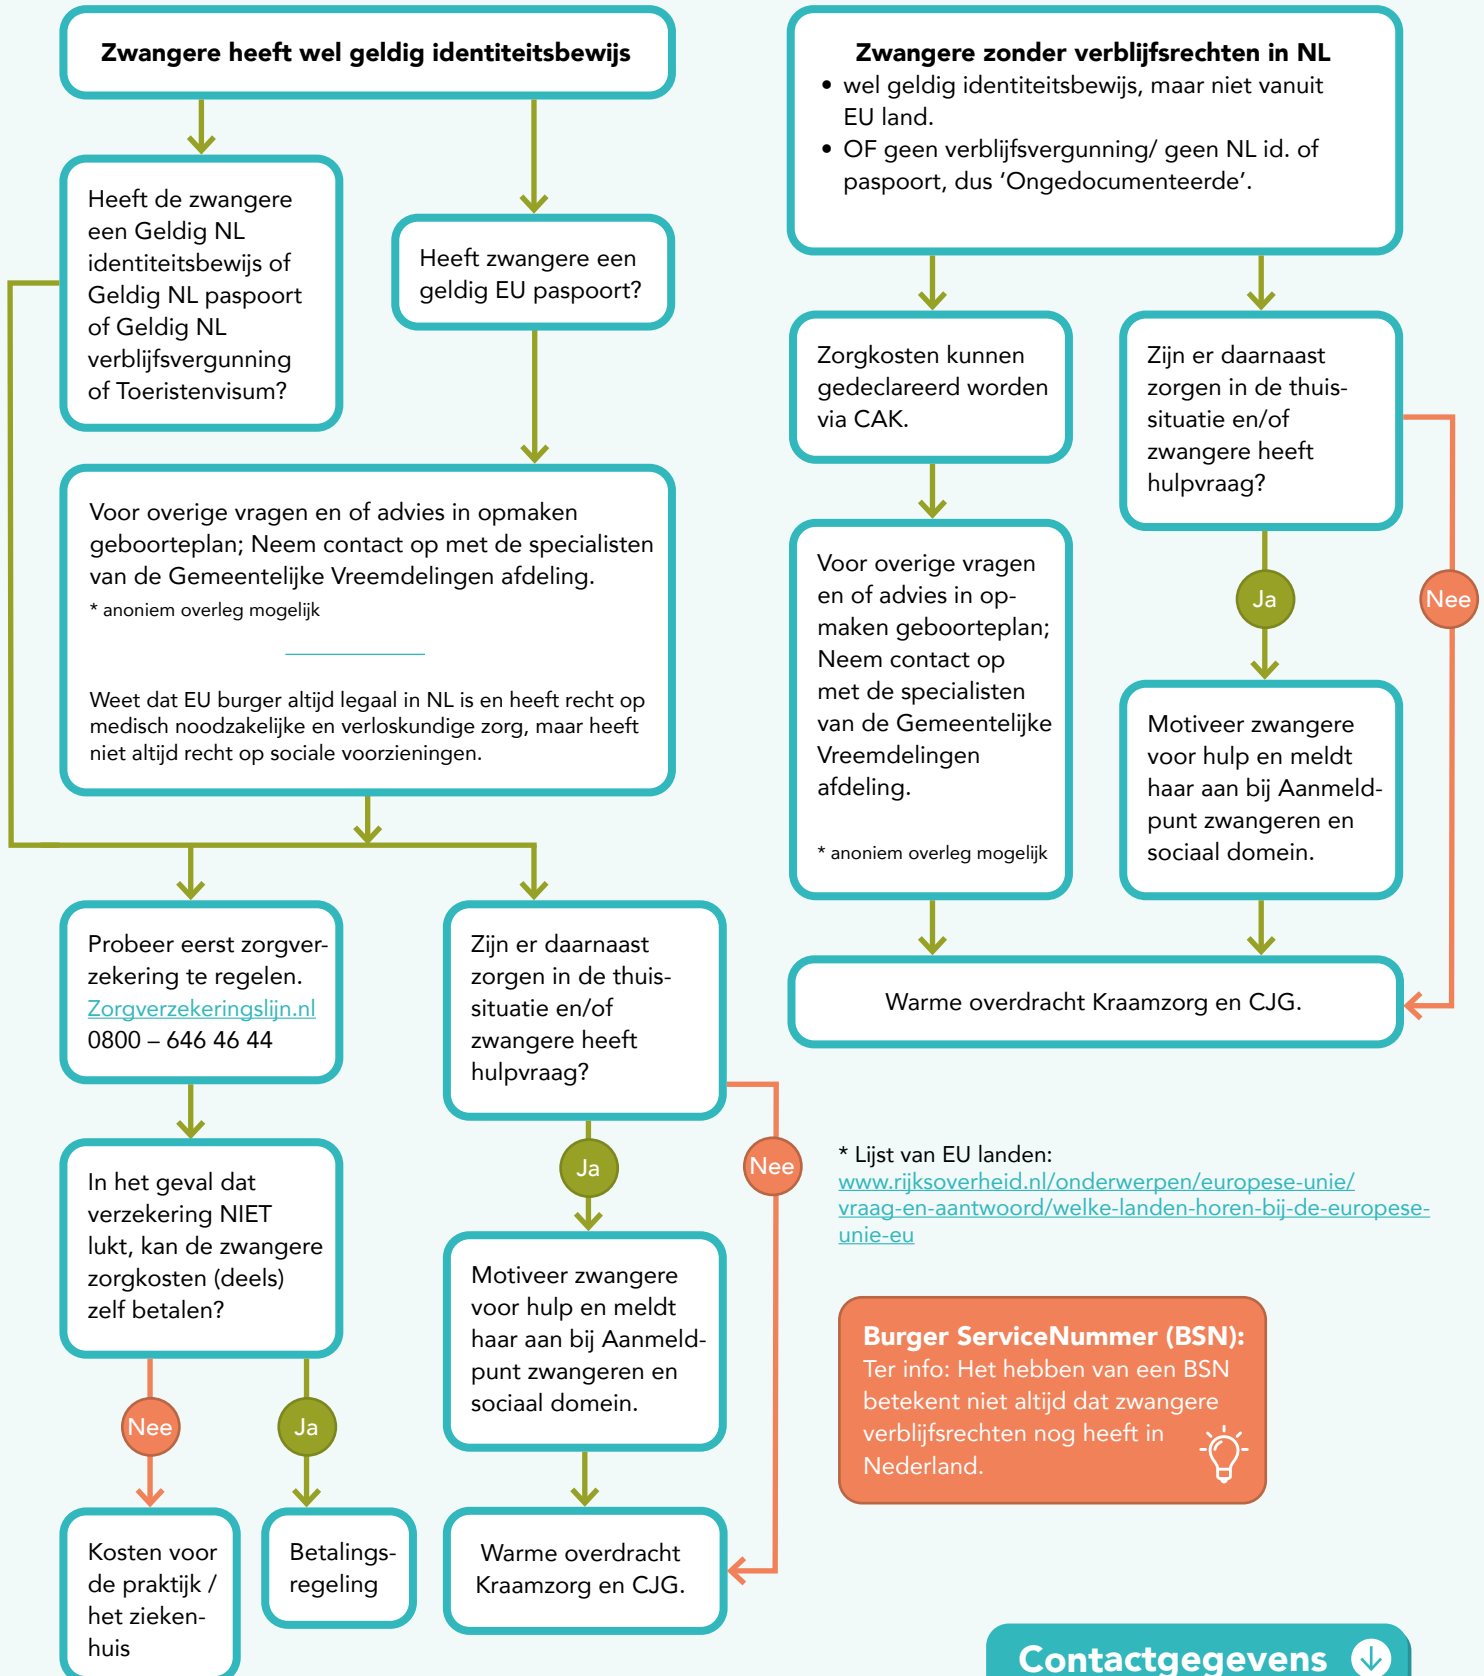 Zwangere heeft wel geldig identiteitsbewijs
Heeft de zwangere
een Geldig NL
identiteitsbewijs of
Geldig NL paspoort
of Geldig NL
verblijfsvergunning
of Toeristenvisum?
Heeft zwangere een
geldig EU paspoort?
Voor overige vragen en of advies in opmaken
geboorteplan; Neem contact op met de specialisten
van de Gemeentelijke Vreemdelingen afdeling.
* anoniem overleg mogelijk
Weet dat EU burger altijd legaal in NL is en heeft recht op
medisch noodzakelijke en verloskundige zorg, maar heeft
niet altijd recht op sociale voorzieningen.
Probeer eerst zorgver-
zekering te regelen.
Zorgverzekeringslijn.nl
0800 – 646 46 44
In het geval dat
verzekering NIET
lukt, kan de zwangere
zorgkosten (deels)
zelf betalen?
Nee
Ja
Kosten voor
de praktijk /
het zieken-
huis
Betalings-
regeling
Zijn er daarnaast
zorgen in de thuis-
situatie en/of
zwangere heeft
hulpvraag?
Ja
Nee
Motiveer zwangere
voor hulp en meldt
haar aan bij Aanmeld-
punt zwangeren en
sociaal domein.
Warme overdracht
Kraamzorg en CJG.
Zwangere zonder verblijfsrechten in NL
• wel geldig identiteitsbewijs, maar niet vanuit
EU land.
• OF geen verblijfsvergunning/ geen NL id. of
paspoort, dus ‘Ongedocumenteerde’.
Zorgkosten kunnen
gedeclareerd worden
via CAK.
Voor overige vragen
en of advies in op-
maken geboorteplan;
Neem contact op
met de specialisten
van de Gemeentelijke
Vreemdelingen
afdeling.
* anoniem overleg mogelijk
Zijn er daarnaast
zorgen in de thuis-
situatie en/of
zwangere heeft
hulpvraag?
Ja
Nee
Motiveer zwangere
voor hulp en meldt
haar aan bij Aanmeld-
punt zwangeren en
sociaal domein.
Warme overdracht Kraamzorg en CJG.
* Lijst van EU landen:
www.rijksoverheid.nl/onderwerpen/europese-unie/
vraag-en-aantwoord/welke-landen-horen-bij-de-europese-
unie-eu
Burger ServiceNummer (BSN):
Ter info: Het hebben van een BSN
betekent niet altijd dat zwangere
verblijfsrechten nog heeft in
Nederland.
Contactgegevens